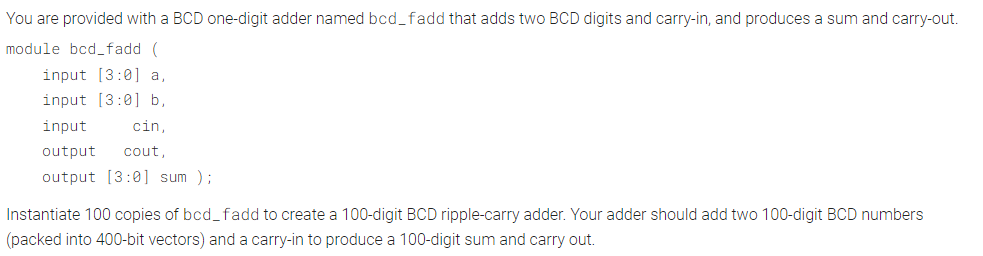 You are provided with a BCD one-digit adder named bcd_fadd that adds two BCD digits and carry-in, and produces a sum and carry-out.
module bcd_fadd (
    input [3:0] a,
    input [3:0] b,
    input     cin,
    output   cout,
    output [3:0] sum );
Instantiate 100 copies of bcd_fadd to create a 100-digit BCD ripple-carry adder. Your adder should add two 100-digit BCD numbers
(packed into 400-bit vectors) and a carry-in to produce a 100-digit sum and carry out.